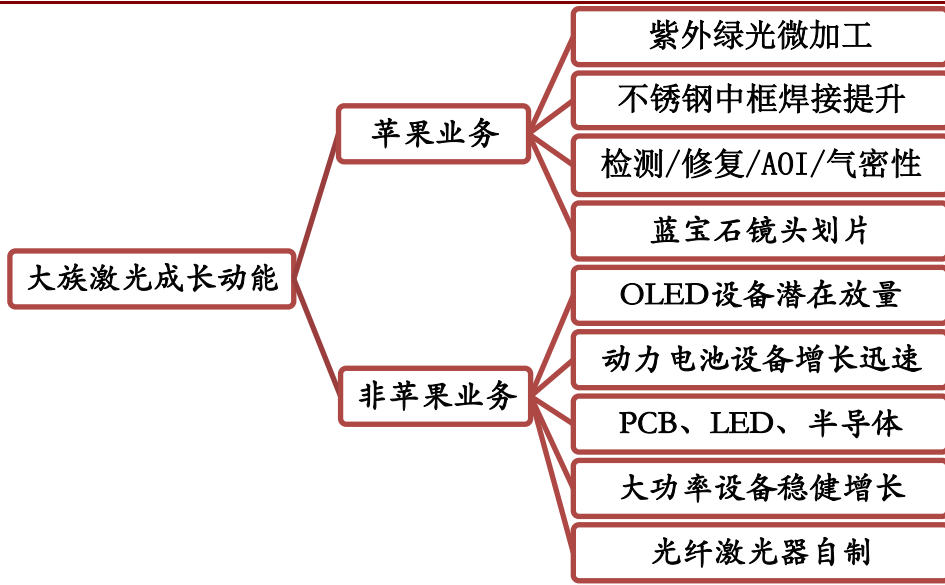 大族激光成长动能
苹果业务
紫外绿光微加工
不锈钢中框焊接提升
检测/修复/AOI/气密性
蓝宝石镜头划片
非苹果业务
OLED设备潜在放量
动力电池设备增长迅速
PCB、LED、半导体
大功率设备稳健增长
光纤激光器自制